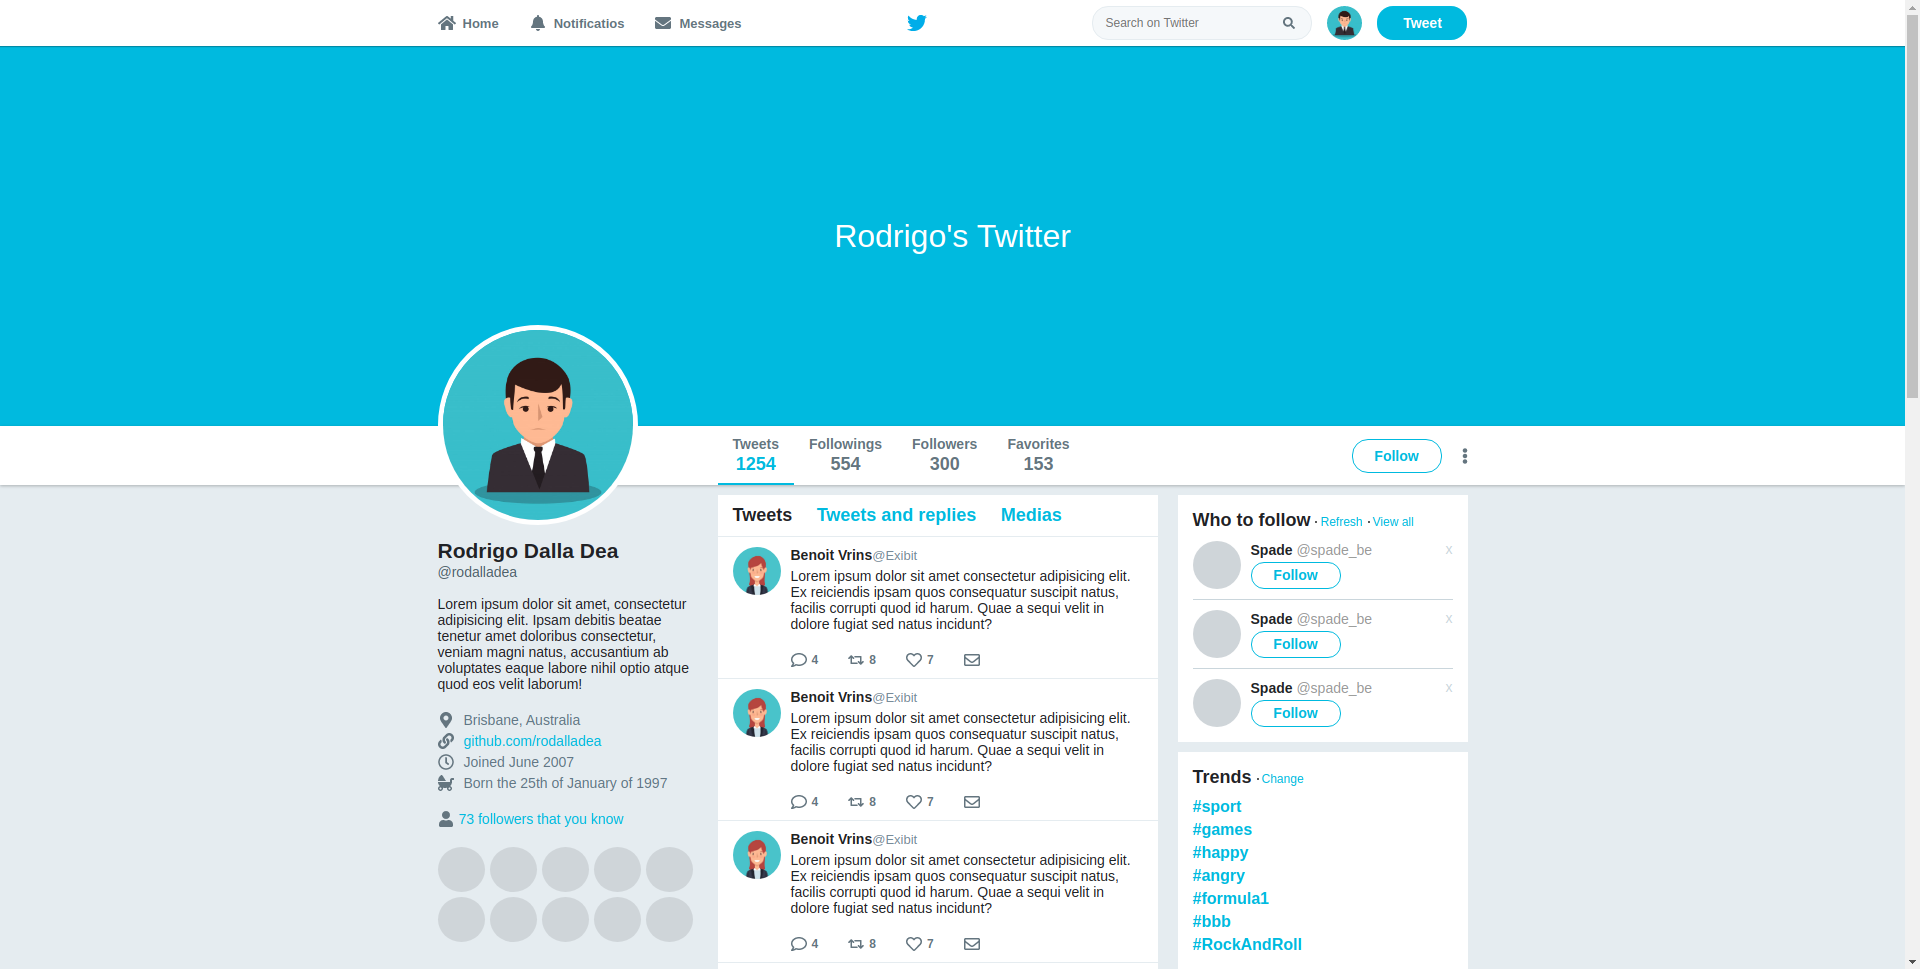 Home Notificatios Messages
Search on Twitter
Tweet
Rodrigo's Twitter
Tweets Followings Followers Favorites
1254 554 300 153
Follow
Rodrigo Dalla Dea
@rodalladea
Lorem ipsum dolor sit amet, consectetur
adipisicing elit. Ipsam debitis beatae
tenetur amet doloribus consectetur,
veniam magni natus, accusantium ab
voluptates eaque labore nihil optio atque
quod eos velit laborum!
Brisbane, Australia
github.com/rodalladea
Joined June 2007
Born the 25th of January of 1997
73 followers that you know
Tweets Tweets and replies Medias
Benoit Vrins@Exibit
Lorem ipsum dolor sit amet consectetur adipisicing elit.
Ex reiciendis ipsam quos consequatur suscipit natus,
facilis corrupti quod id harum. Quae a sequi velit in
dolore fugiat sed natus incidunt?
4 8 7
Benoit Vrins@Exibit
Lorem ipsum dolor sit amet consectetur adipisicing elit.
Ex reiciendis ipsam quos consequatur suscipit natus,
facilis corrupti quod id harum. Quae a sequi velit in
dolore fugiat sed natus incidunt?
4 8 7
Benoit Vrins@Exibit
Lorem ipsum dolor sit amet consectetur adipisicing elit.
Ex reiciendis ipsam quos consequatur suscipit natus,
facilis corrupti quod id harum. Quae a sequi velit in
dolore fugiat sed natus incidunt?
4 8 7
Who to follow · Refresh · View all
Spade @spade_be x
Follow
Spade @spade_be x
Follow
Spade @spade_be x
Follow
Trends · Change
#sport
#games
#happy
#angry
#formula1
#bbb
#RockAndRoll